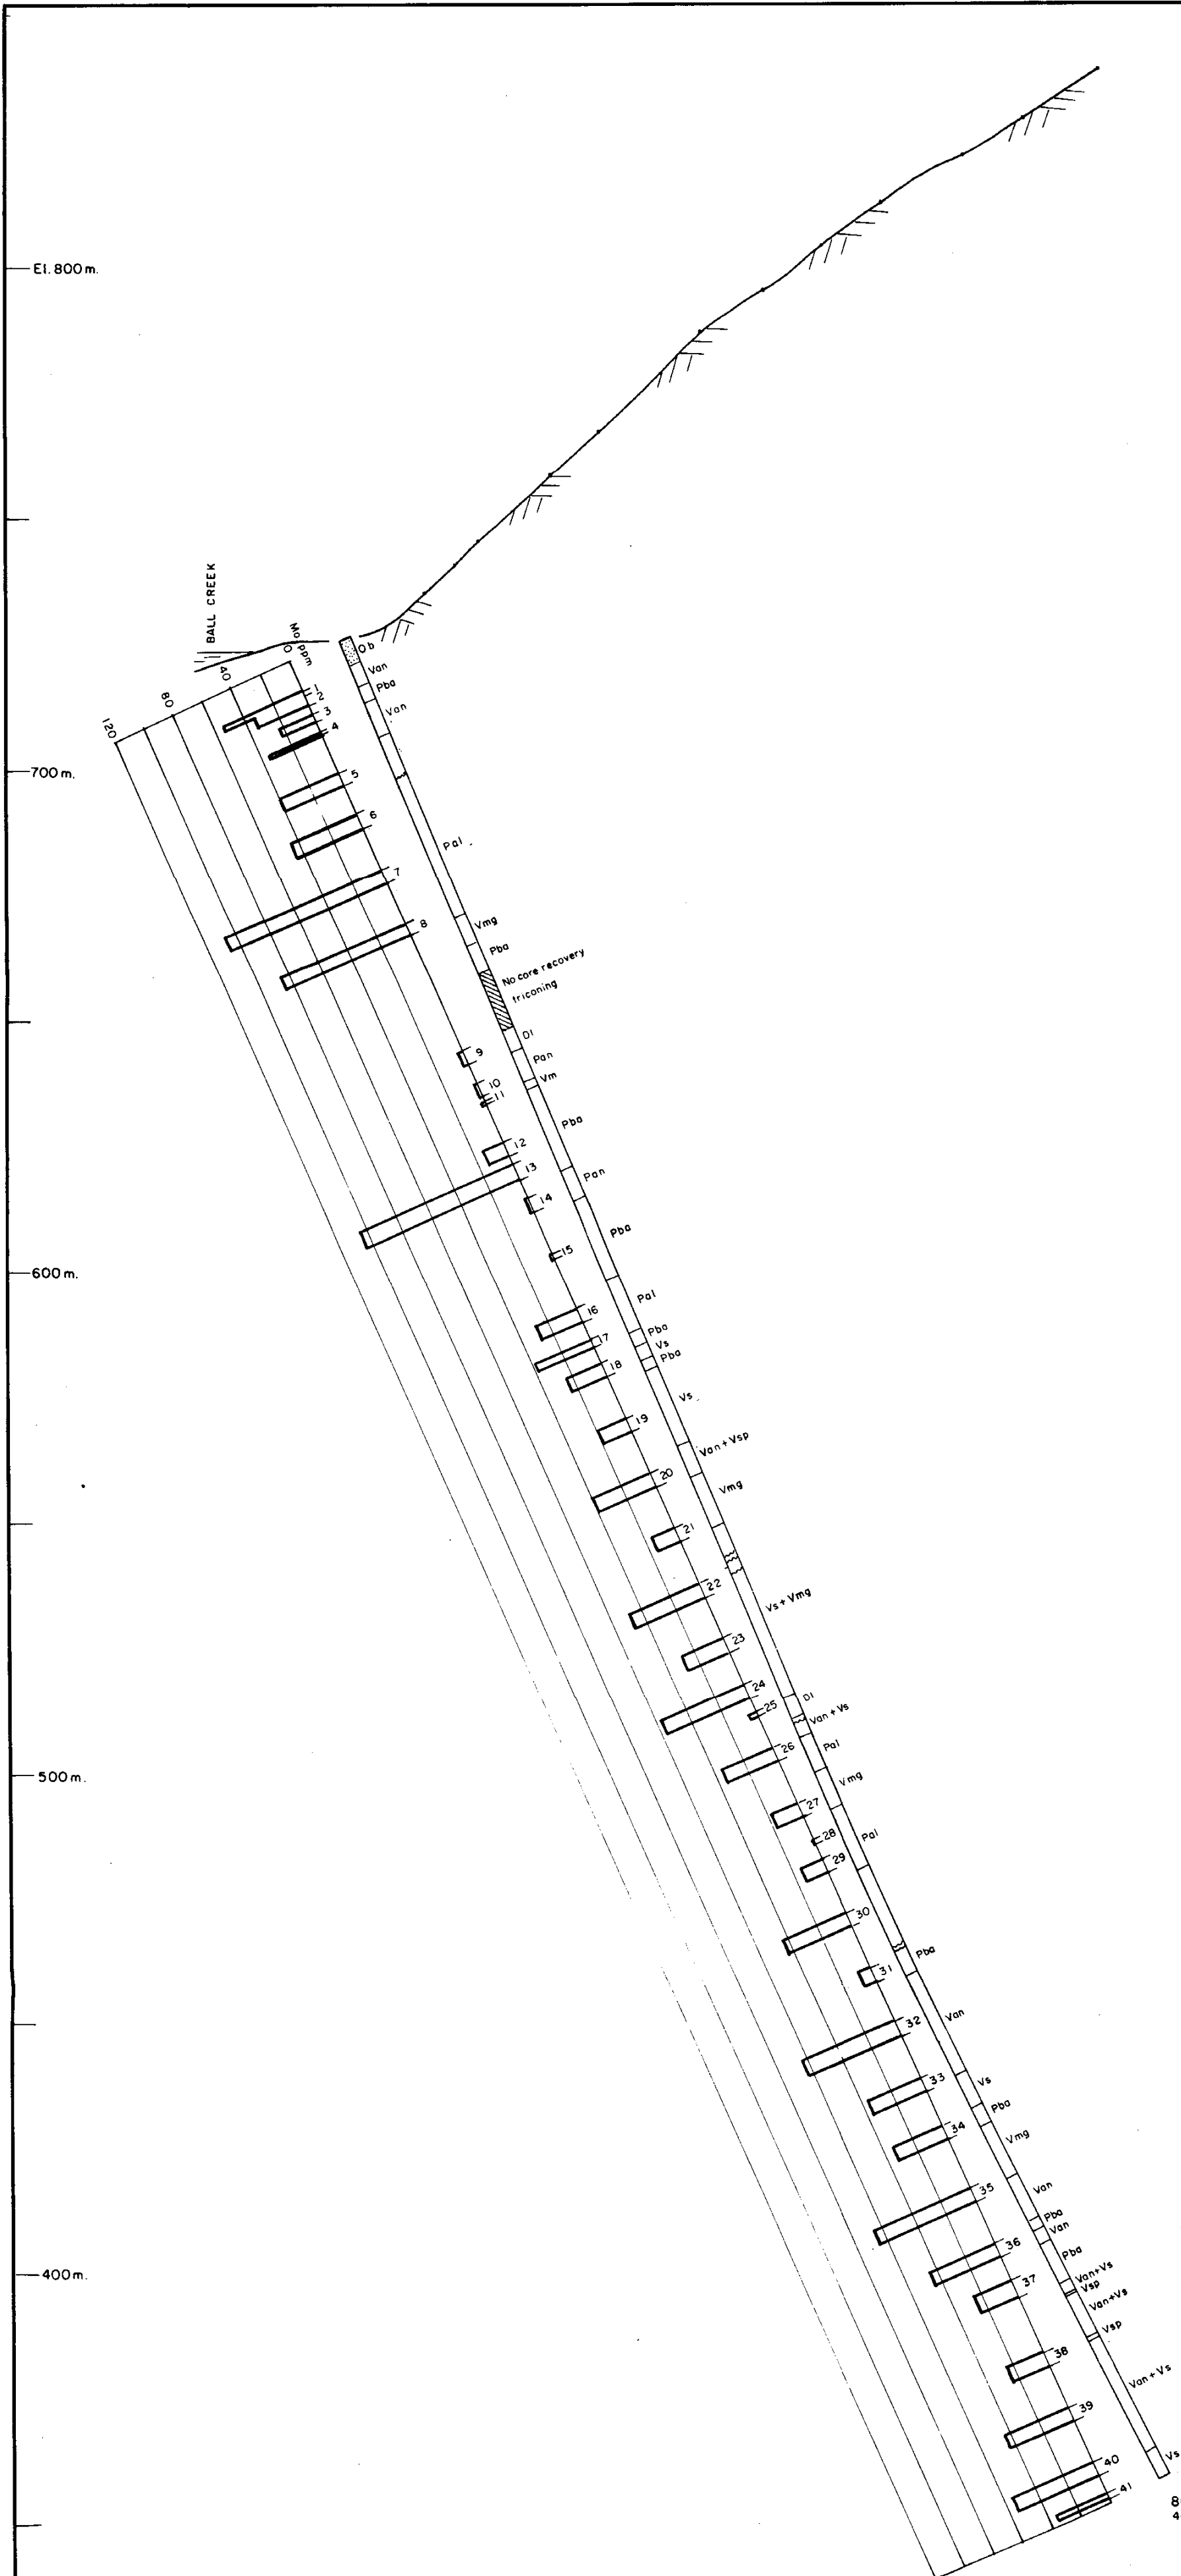 El. 800 m.
BALL CREEK
Mo ppm
0
40
80
120
Ob
Van
Pba
Van
1
2
3
4
700 m.
5
6
Pal
7
Vmg
8
Pba
No core recovery
triconing
D1
9
Pan
Vm
10
11
Pba
12
13
Pan
14
Pba
15
600 m.
Pal
16
Pba
17
Vs
Pba
18
Vs
19
Van + Vsp
20
Vmg
21
22
Vs + Vmg
23
24
D1
25
Van + Vs
26
Pal
500 m.
Vmg
27
28
Pal
29
30
Pba
31
Van
32
33
Vs
Pba
34
Vmg
35
Van
Pba
Van
36
Pba
400 m.
37
Van+Vs
Vsp
Van+Vs
Vsp
38
Van + Vs
39
40
Vs
41